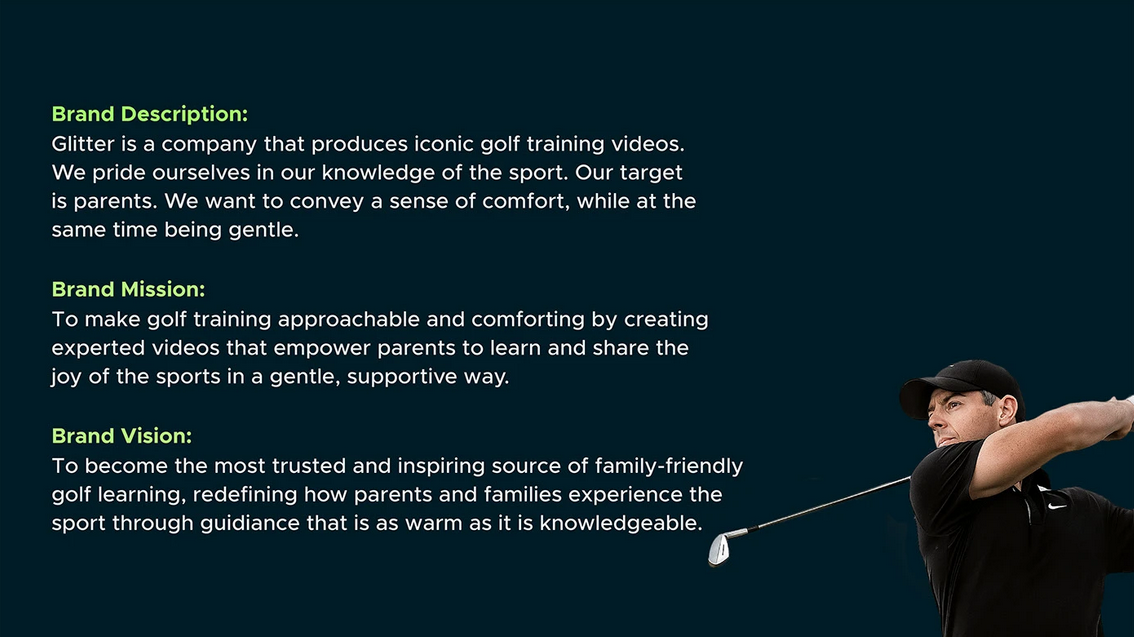 Brand Description:
Glitter is a company that produces iconic golf training videos.
We pride ourselves in our knowledge of the sport. Our target
is parents. We want to convey a sense of comfort, while at the
same time being gentle.
Brand Mission:
To make golf training approachable and comforting by creating
experted videos that empower parents to learn and share the
joy of the sports in a gentle, supportive way.
Brand Vision:
To become the most trusted and inspiring source of family-friendly
golf learning, redefining how parents and families experience the
sport through guidiance that is as warm as it is knowledgeable.